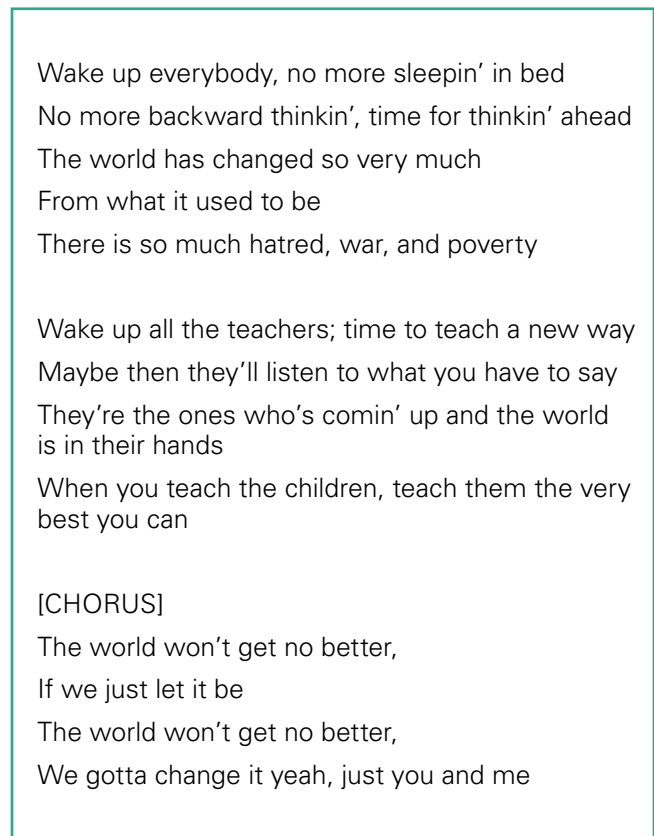 Wake up everybody, no more sleepin’ in bed
No more backward thinkin’, time for thinkin’ ahead
The world has changed so very much
From what it used to be
There is so much hatred, war, and poverty
Wake up all the teachers; time to teach a new way
Maybe then they’ll listen to what you have to say
They’re the ones who’s comin’ up and the world
is in their hands
When you teach the children, teach them the very
best you can
[CHORUS]
The world won’t get no better,
If we just let it be
The world won’t get no better,
We gotta change it yeah, just you and me